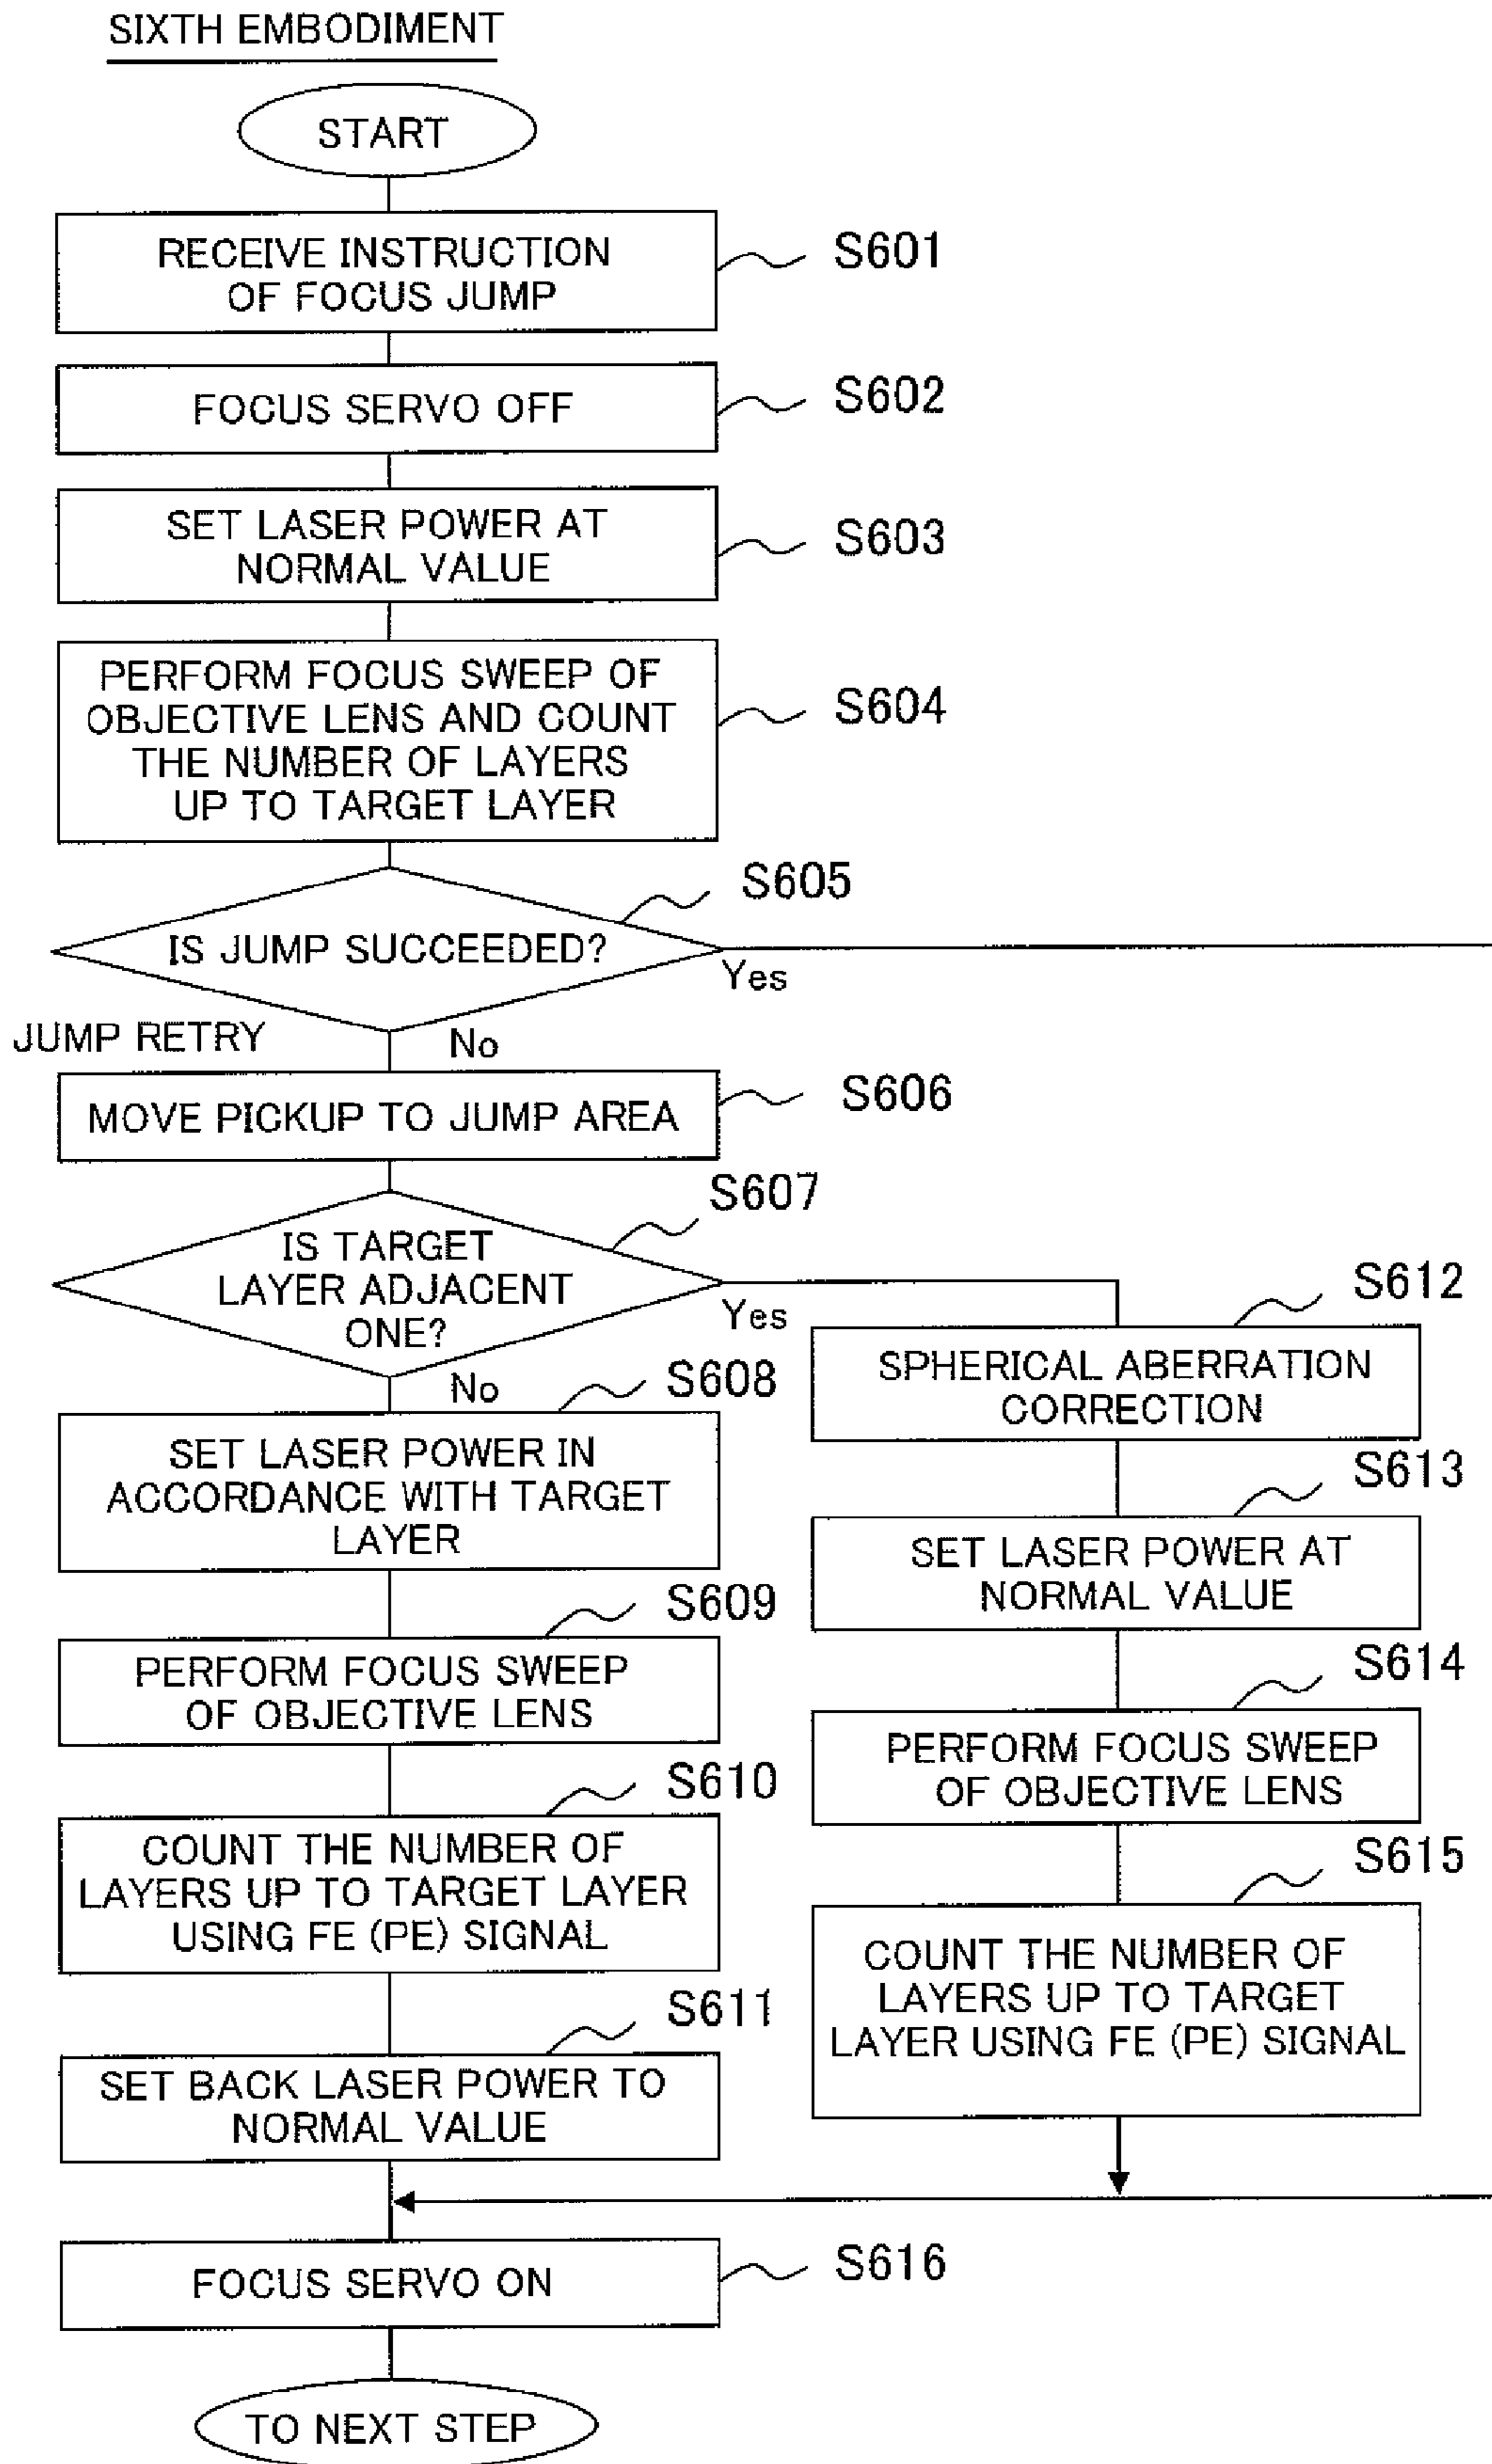 SIXTH EMBODIMENT
START
RECEIVE INSTRUCTION
OF FOCUS JUMP
S601
FOCUS SERVO OFF
S602
SET LASER POWER AT
NORMAL VALUE
S603
PERFORM FOCUS SWEEP OF
OBJECTIVE LENS AND COUNT
THE NUMBER OF LAYERS
UP TO TARGET LAYER
S604
S605
IS JUMP SUCCEEDED?
Yes
JUMP RETRY
No
MOVE PICKUP TO JUMP AREA
S606
S607
IS TARGET
LAYER ADJACENT
ONE?
Yes
No
S608
SET LASER POWER IN
ACCORDANCE WITH TARGET
LAYER
S609
PERFORM FOCUS SWEEP
OF OBJECTIVE LENS
S610
COUNT THE NUMBER OF
LAYERS UP TO TARGET LAYER
USING FE (PE) SIGNAL
S611
SET BACK LASER POWER TO
NORMAL VALUE
S612
SPHERICAL ABERRATION
CORRECTION
S613
SET LASER POWER AT
NORMAL VALUE
S614
PERFORM FOCUS SWEEP
OF OBJECTIVE LENS
S615
COUNT THE NUMBER OF
LAYERS UP TO TARGET
LAYER USING FE (PE) SIGNAL
FOCUS SERVO ON
S616
TO NEXT STEP